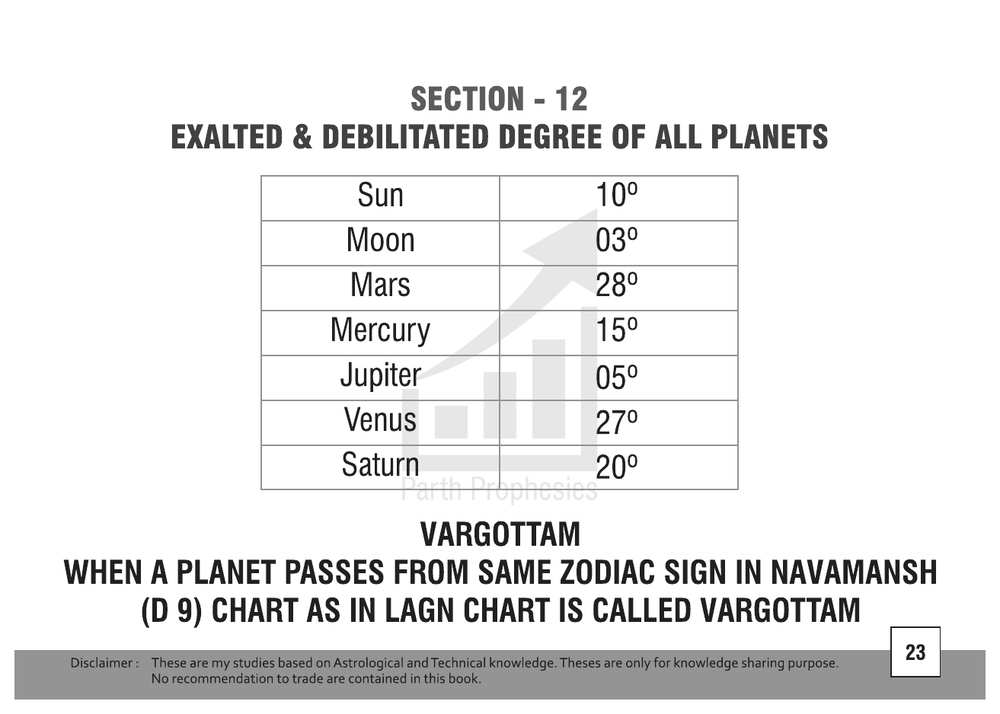 SECTION - 12
EXALTED & DEBILITATED DEGREE OF ALL PLANETS
Sun 10º
Moon 03º
Mars 28º
Mercury 15º
Jupiter 05º
Venus 27º
Saturn 20º
Parth Prophesies
VARGOTTAM
WHEN A PLANET PASSES FROM SAME ZODIAC SIGN IN NAVAMANSH
(D 9) CHART AS IN LAGN CHART IS CALLED VARGOTTAM
23
Disclaimer : These are my studies based on Astrological and Technical knowledge. Theses are only for knowledge sharing purpose.
No recommendation to trade are contained in this book.